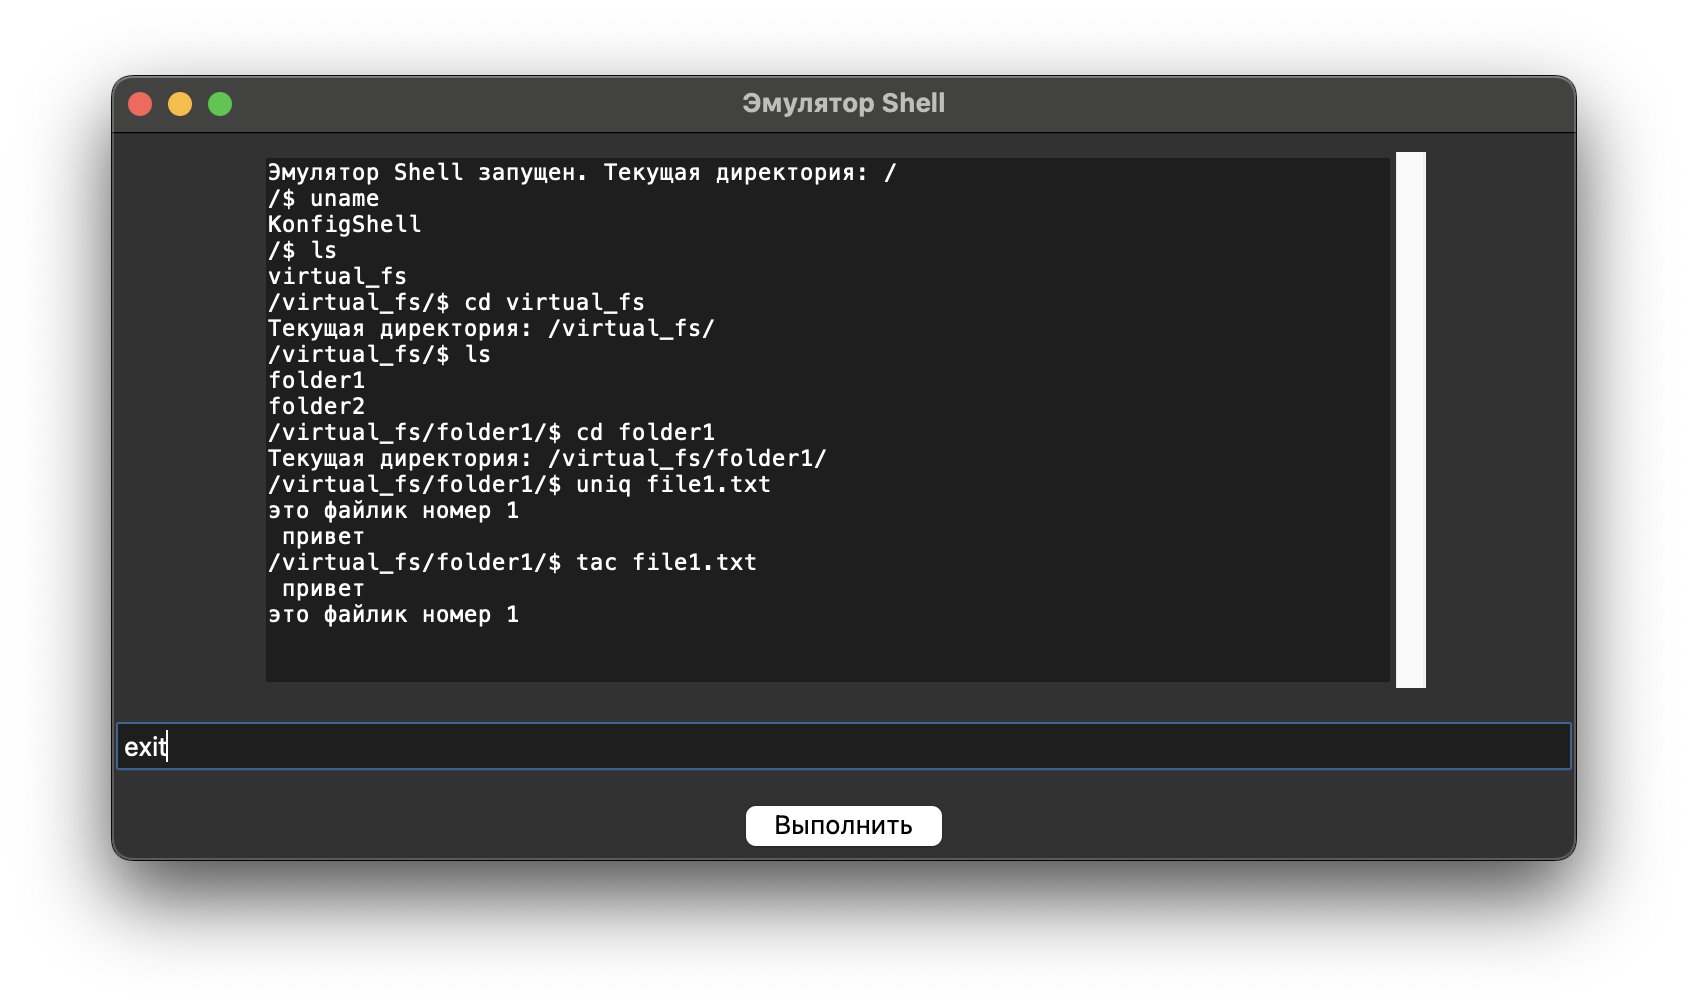 Эмулятор Shell
Эмулятор Shell запущен. Текущая директория: /
/$ uname
KonfigShell
/$ ls
virtual_fs
/virtual_fs/$ cd virtual_fs
Текущая директория: /virtual_fs/
/virtual_fs/$ ls
folder1
folder2
/virtual_fs/folder1/$ cd folder1
Текущая директория: /virtual_fs/folder1/
/virtual_fs/folder1/$ uniq file1.txt
это файлик номер 1
 привет
/virtual_fs/folder1/$ tac file1.txt
 привет
это файлик номер 1
exit
Выполнить